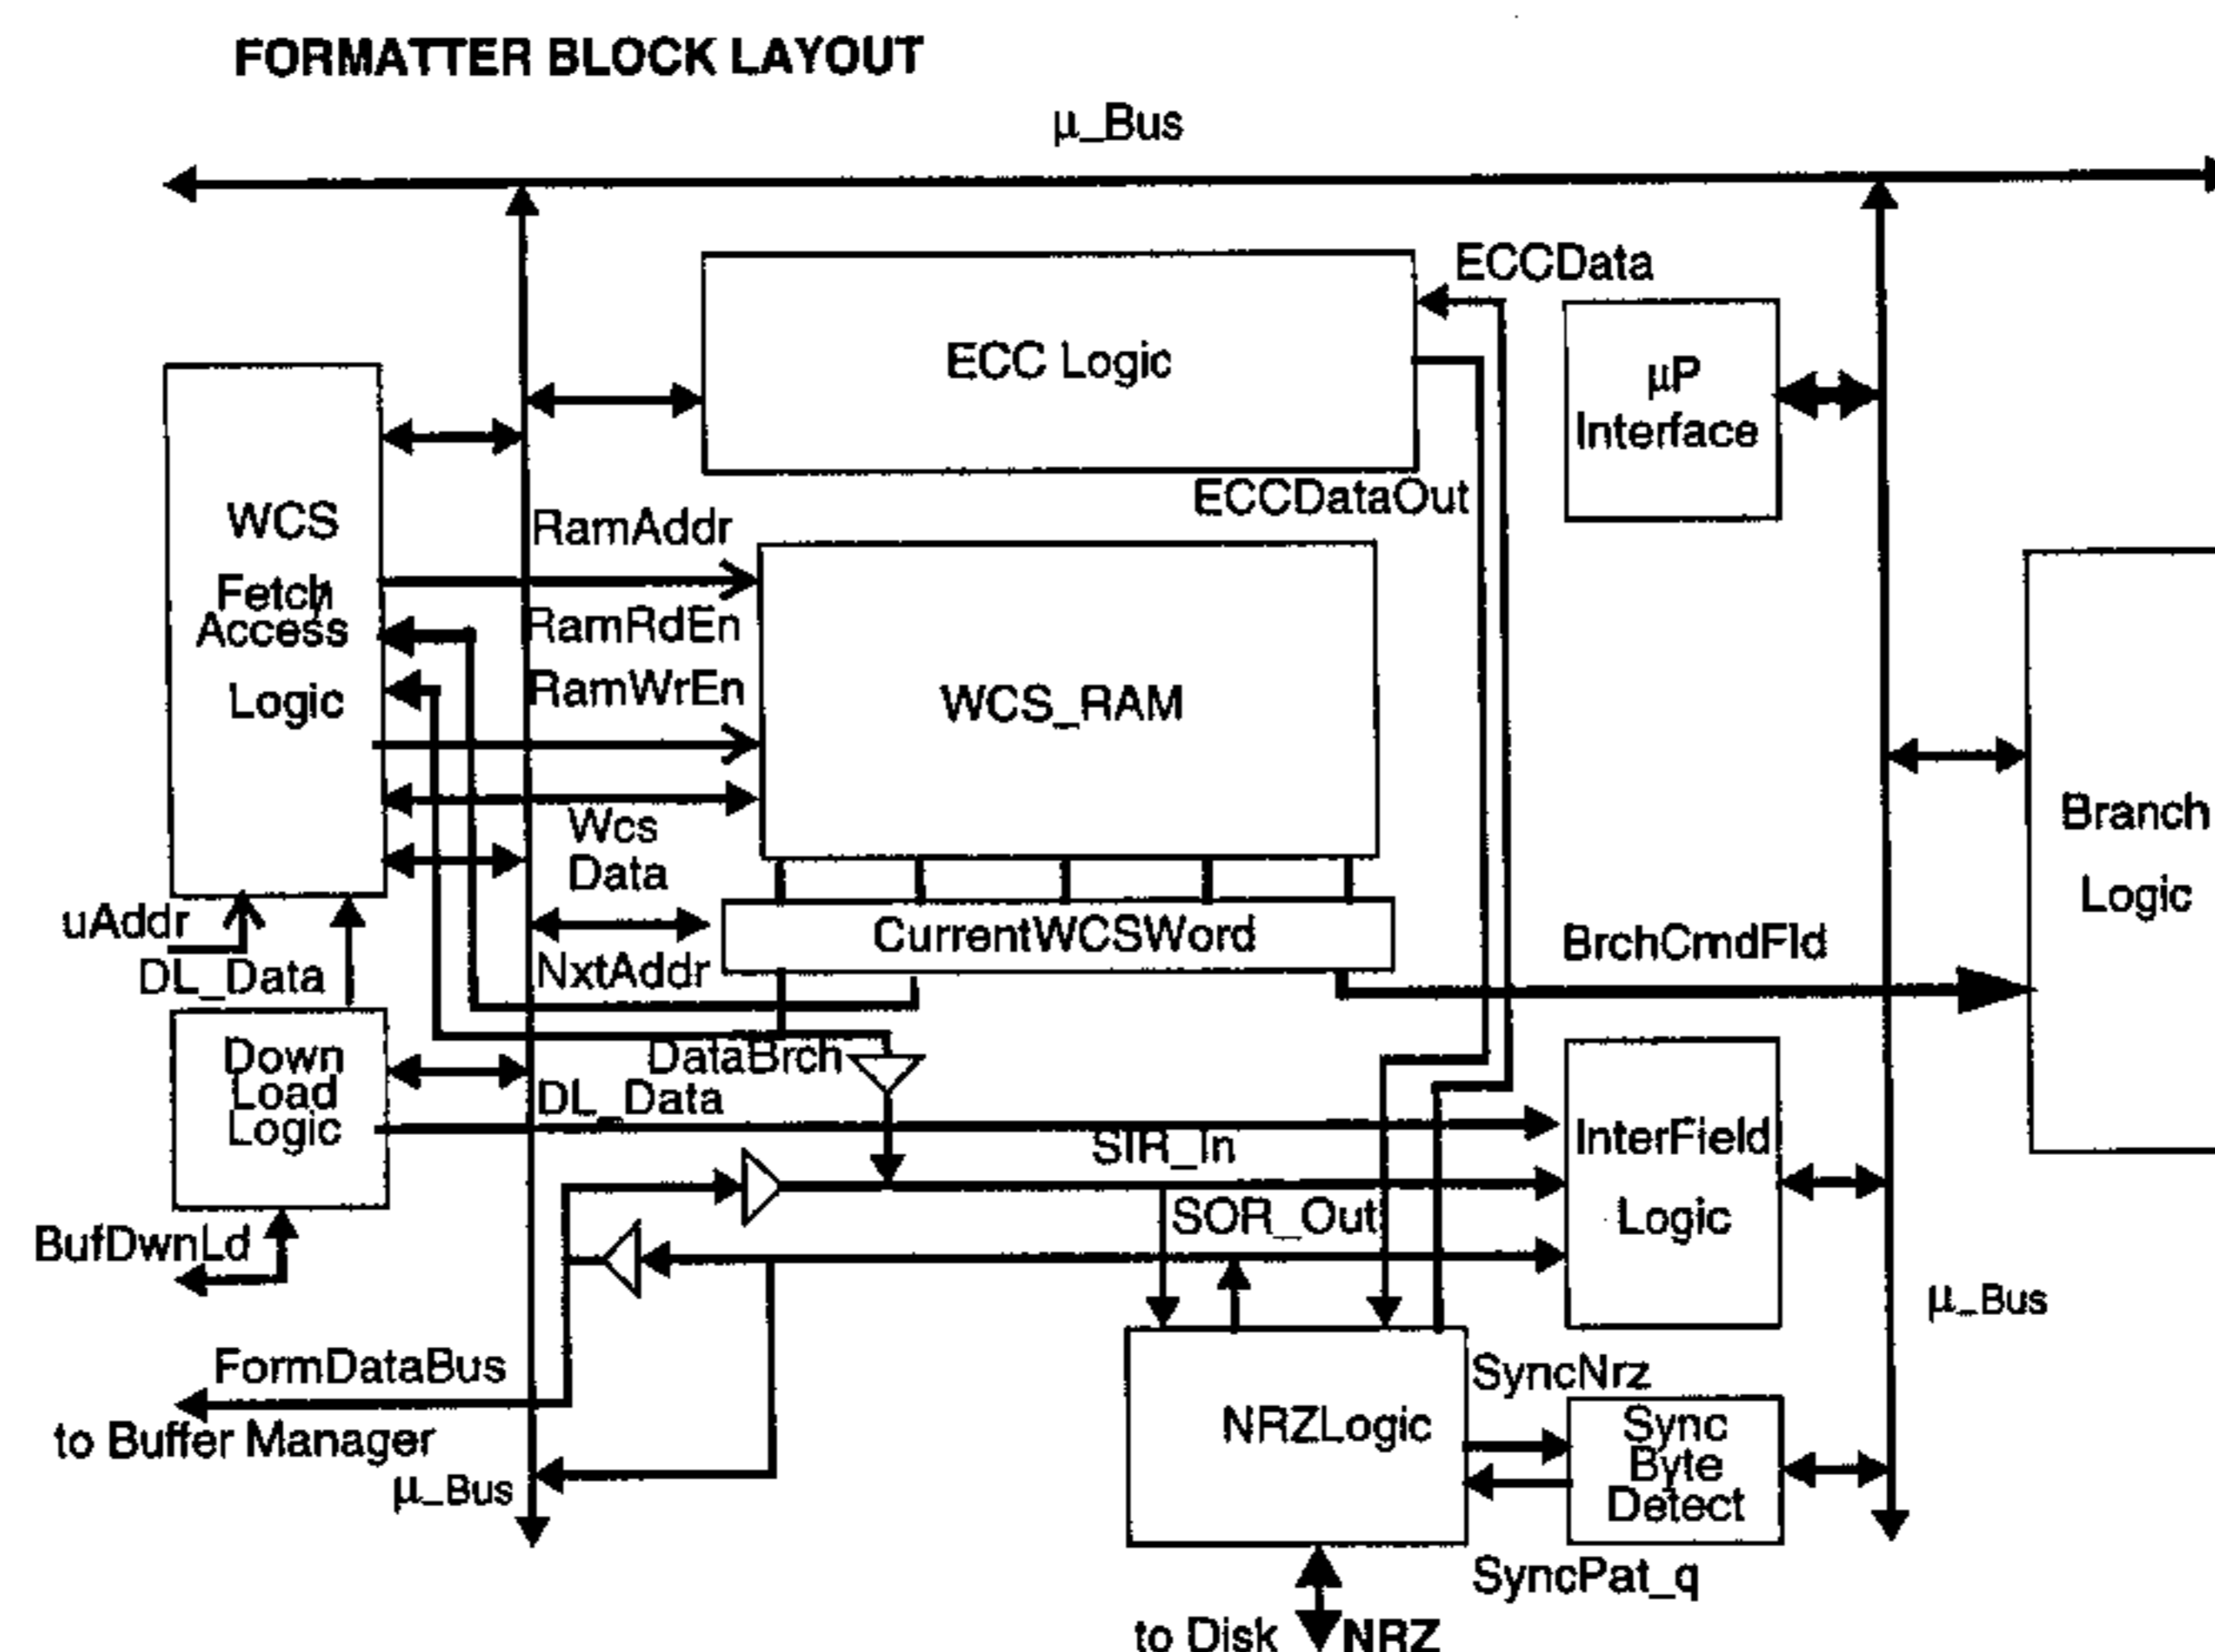 FORMATTER BLOCK LAYOUT
μ_Bus
ECCData
ECC Logic
μP
Interface
ECCDataOut
WCS
Fetch
Access
Logic
RamAddr
RamRdEn
RamWrEn
WCS_RAM
Wcs
Data
Branch
Logic
uAddr
DL_Data
NxtAddr
CurrentWCSWord
BrchCmdFld
Down
Load
Logic
DataBrch
DL_Data
SIR_In
InterField
Logic
SOR_Out
BufDwnLd
μ_Bus
FormDataBus
to Buffer Manager
μ_Bus
NRZLogic
SyncNrz
Sync
Byte
Detect
SyncPat_q
to Disk
NRZ